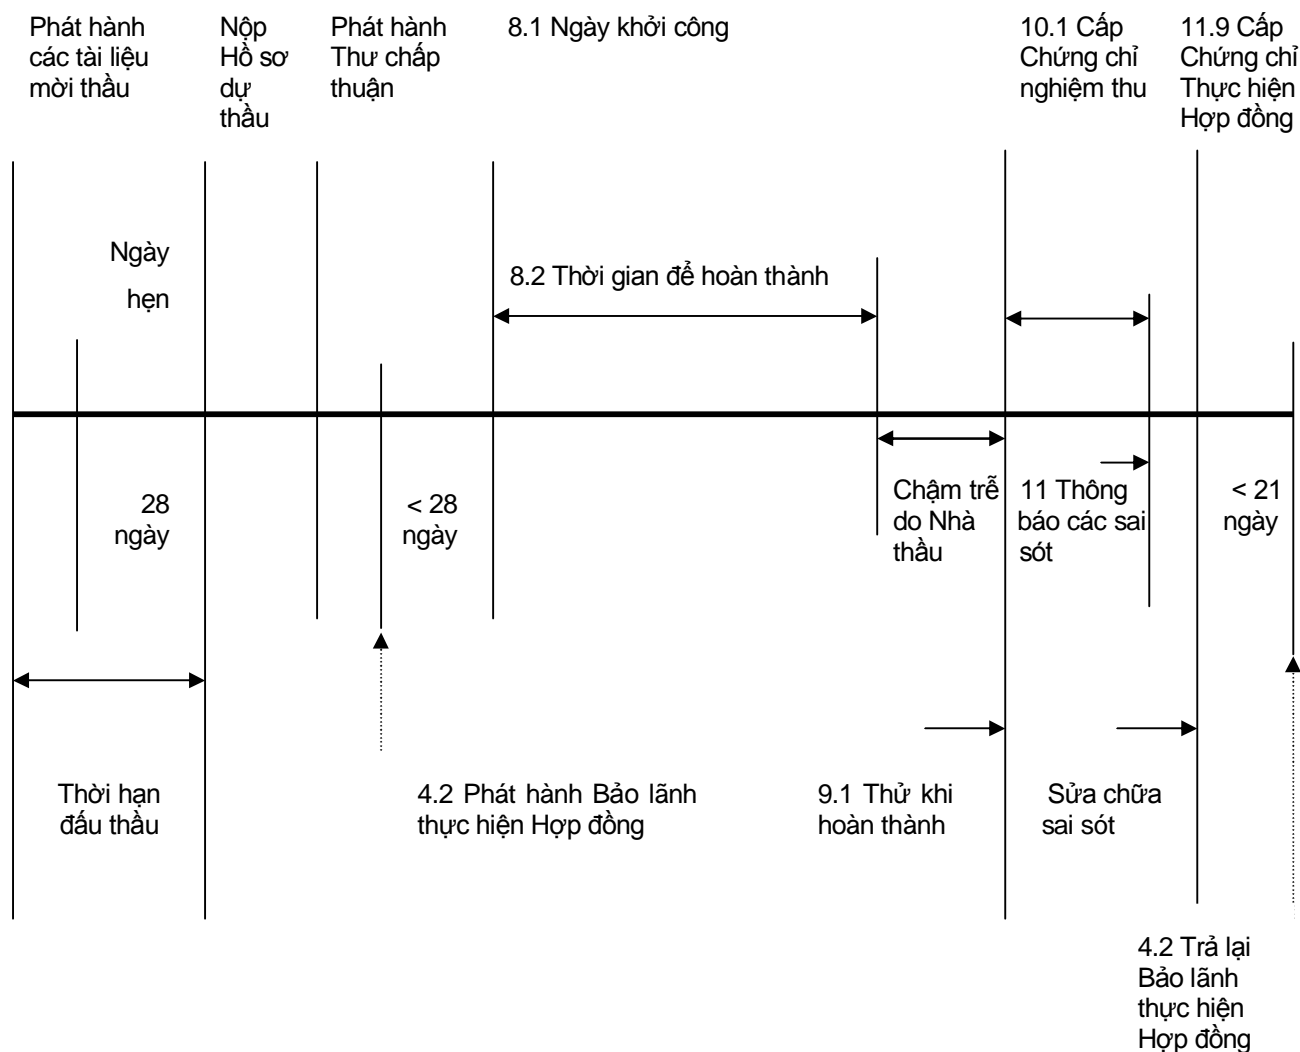 Phát hành
các tài liệu
mời thầu
Nộp
Hồ sơ
dự
thầu
Phát hành
Thư chấp
thuận
8.1 Ngày khởi công
10.1 Cấp
Chứng chỉ
nghiệm thu
11.9 Cấp
Chứng chỉ
Thực hiện
Hợp đồng
Ngày
hẹn
8.2 Thời gian để hoàn thành
28
ngày
< 28
ngày
Chậm trễ
do Nhà
thầu
11 Thông
báo các sai
sót
< 21
ngày
Thời hạn
đấu thầu
4.2 Phát hành Bảo lãnh
thực hiện Hợp đồng
9.1 Thử khi
hoàn thành
Sửa chữa
sai sót
4.2 Trả lại
Bảo lãnh
thực hiện
Hợp đồng